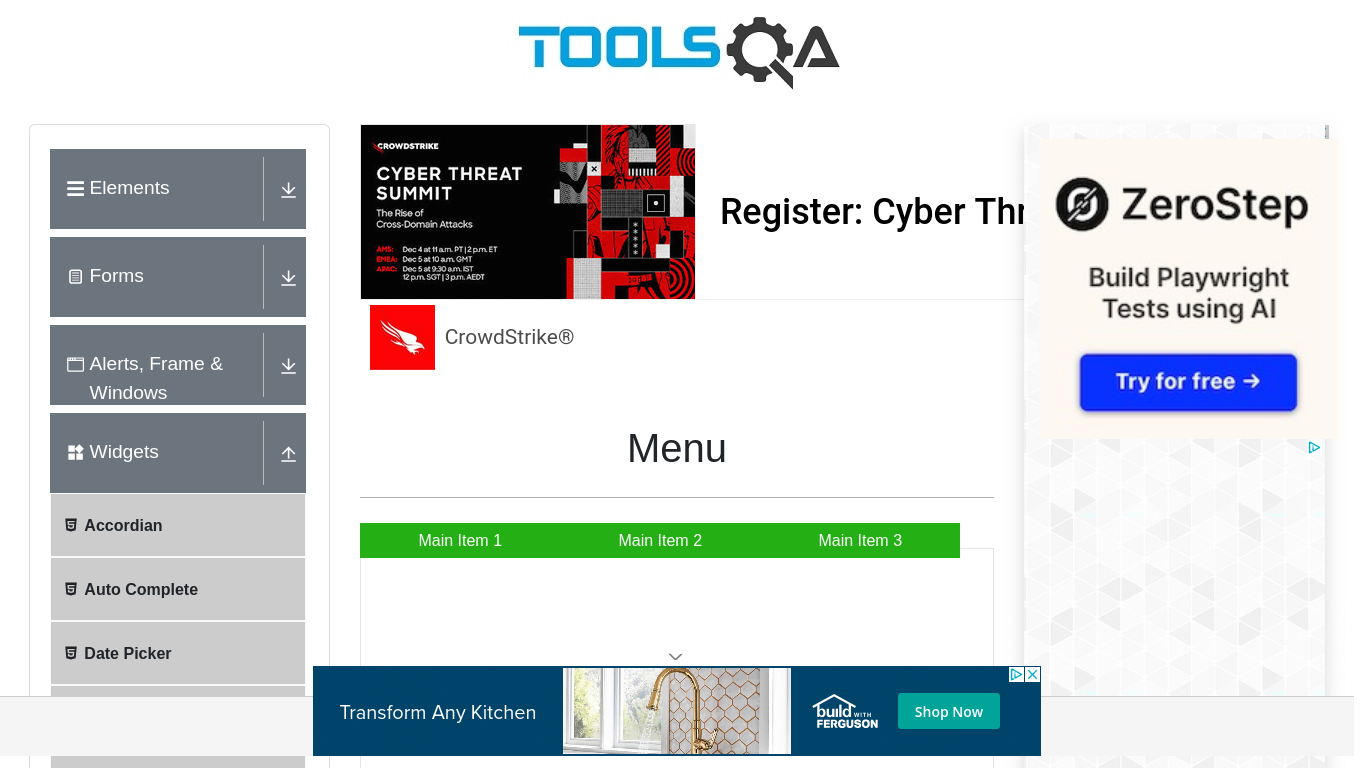 TOOLSQA
Elements
Forms
Alerts, Frame &
Windows
Widgets
Accordian
Auto Complete
Date Picker
CROWDSTRIKE
CYBER THREAT
SUMMIT
The Rise of
Cross-Domain Attacks
AMS: Dec 4 at 11 a.m. PT | 2 p.m. ET
EMEA: Dec 5 at 10 a.m. GMT
APAC: Dec 5 at 9:30 a.m. IST
12 p.m. SGT | 3 p.m. AEDT
Register: Cyber Thr
CrowdStrike®
Menu
Main Item 1
Main Item 2
Main Item 3
ZeroStep
Build Playwright
Tests using AI
Try for free →
Transform Any Kitchen
build WITH
FERGUSON
Shop Now